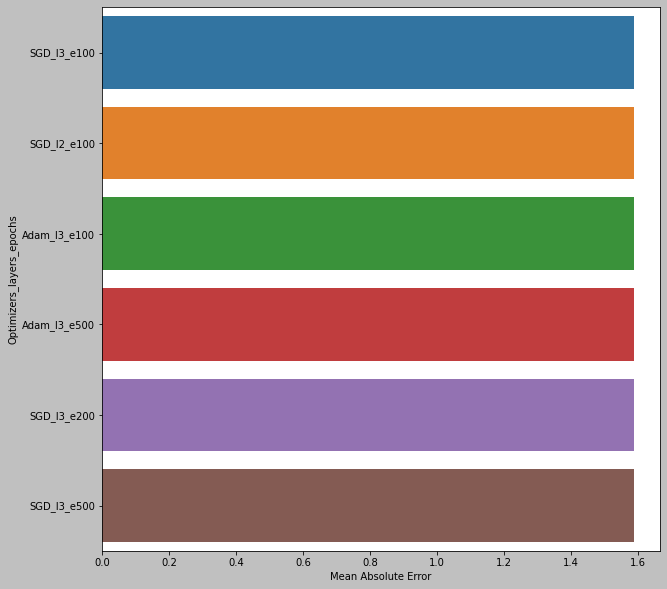 SGD_l3_e100
SGD_l2_e100
Adam_l3_e100
Adam_l3_e500
SGD_l3_e200
SGD_l3_e500
Optimizers_layers_epochs
0.0 0.2 0.4 0.6 0.8 1.0 1.2 1.4 1.6
Mean Absolute Error